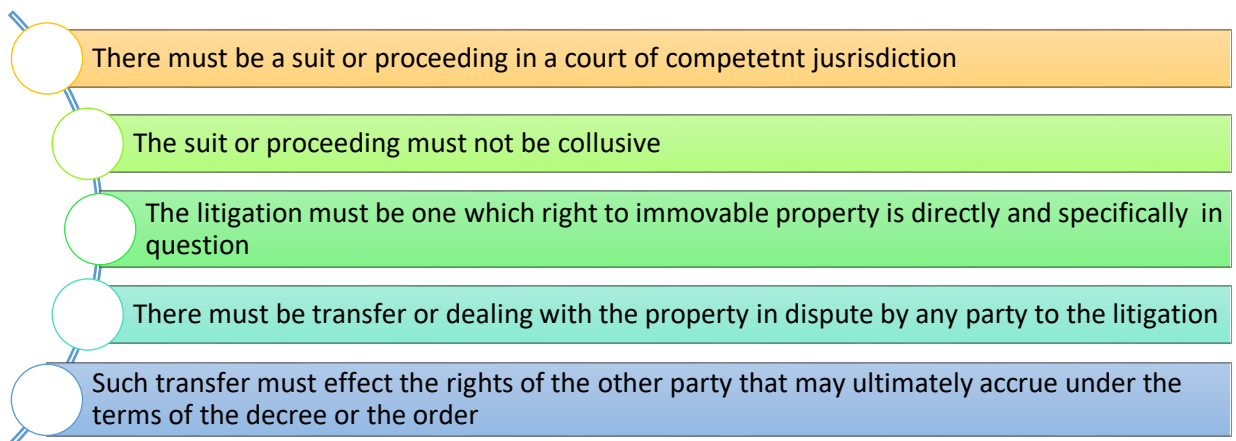 There must be a suit or proceeding in a court of competetnt jusrisdiction
The suit or proceeding must not be collusive
The litigation must be one which right to immovable property is directly and specifically in
question
There must be transfer or dealing with the property in dispute by any party to the litigation
Such transfer must effect the rights of the other party that may ultimately accrue under the
terms of the decree or the order